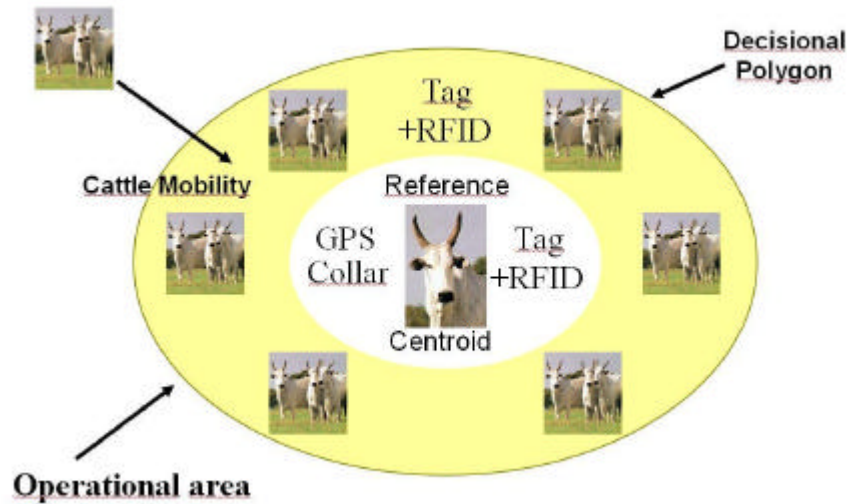 Decisional
Polygon
Tag
+RFID
Cattle Mobility
Reference
GPS
Collar
Tag
+RFID
Centroid
Operational area